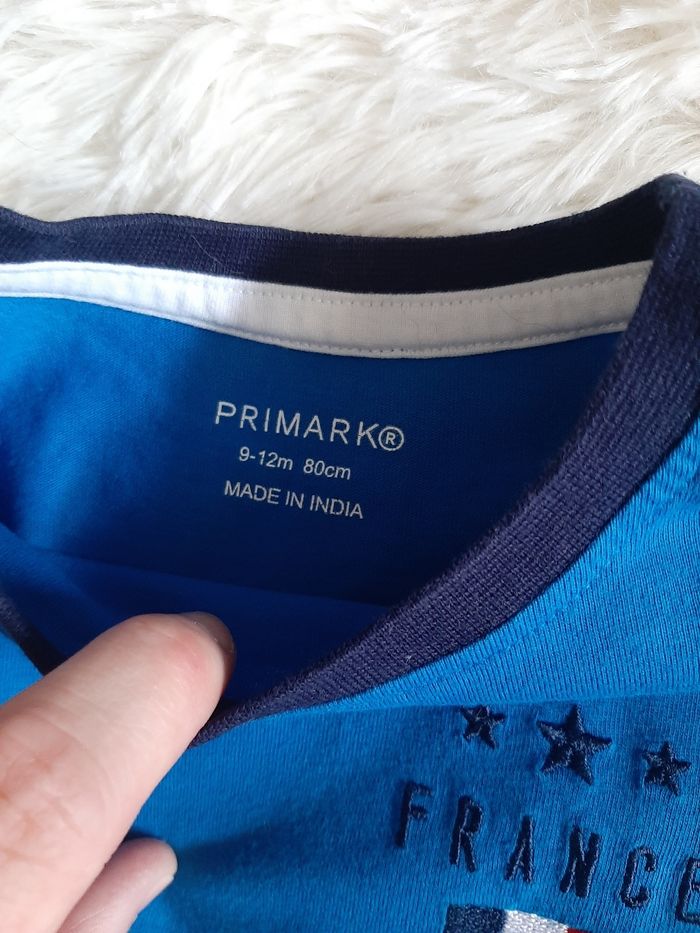 PRIMARK®
9-12m 80cm
MADE IN INDIA
FRANCE